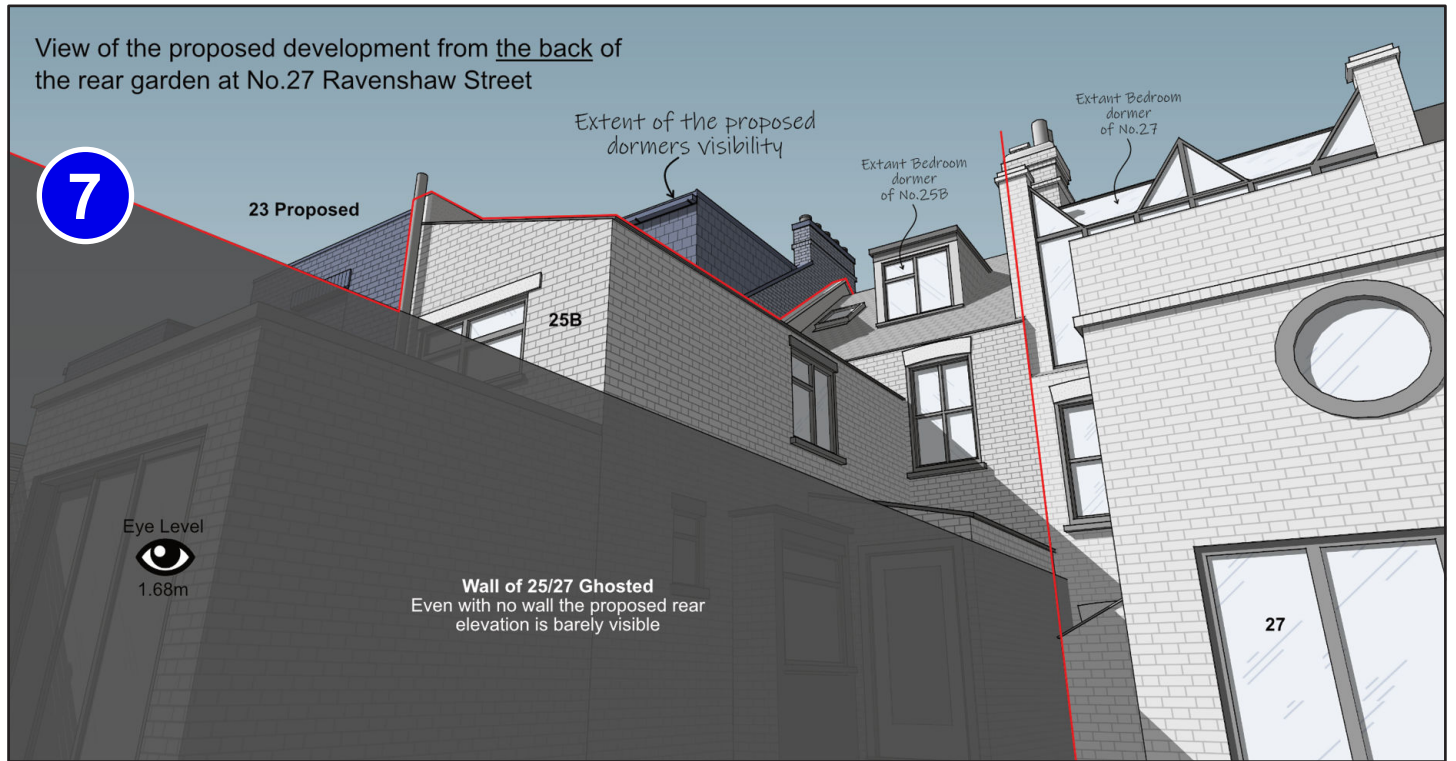 View of the proposed development from the back of
the rear garden at No.27 Ravenshaw Street
7
Extent of the proposed
dormers visibility
Extant Bedroom
dormer
of No.27
Extant Bedroom
dormer
of No.25B
23 Proposed
25B
Eye Level
1.68m
Wall of 25/27 Ghosted
Even with no wall the proposed rear
elevation is barely visible
27